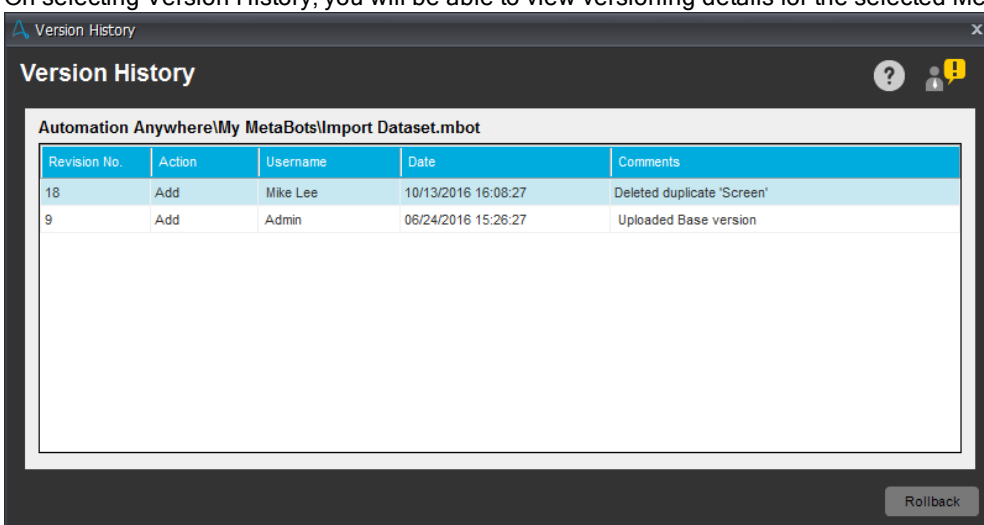 On selecting Version History, you will be able to view versioning details for the selected Me
Version History x
Version History ? !
Automation Anywhere\My MetaBots\Import Dataset.mbot
Revision No. Action Username Date Comments
18 Add Mike Lee 10/13/2016 16:08:27 Deleted duplicate 'Screen'
9 Add Admin 06/24/2016 15:26:27 Uploaded Base version
Rollback